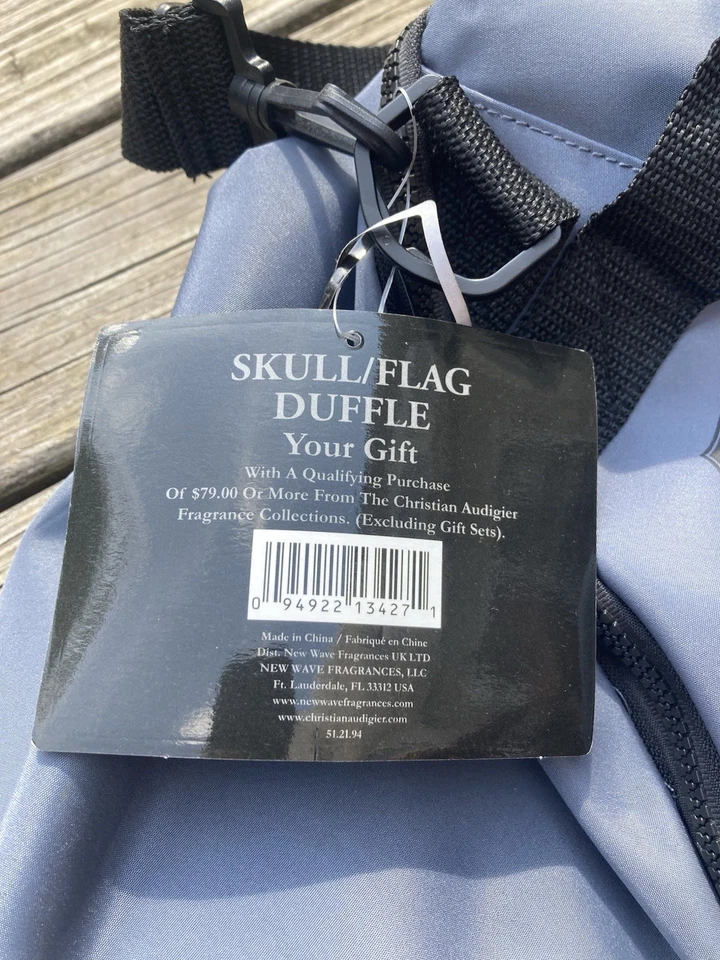 SKULL/FLAG
DUFFLE
Your Gift
With A Qualifying Purchase
Of $79.00 Or More From The Christian Audigier
Fragrance Collections. (Excluding Gift Sets).
0 94922 13427 1
Made in China / Fabriqué en Chine
Dist. New Wave Fragrances UK LTD
NEW WAVE FRAGRANCES, LLC
Ft. Lauderdale, FL 33312 USA
www.newwavefragrances.com
www.christianaudigier.com
51.21.94